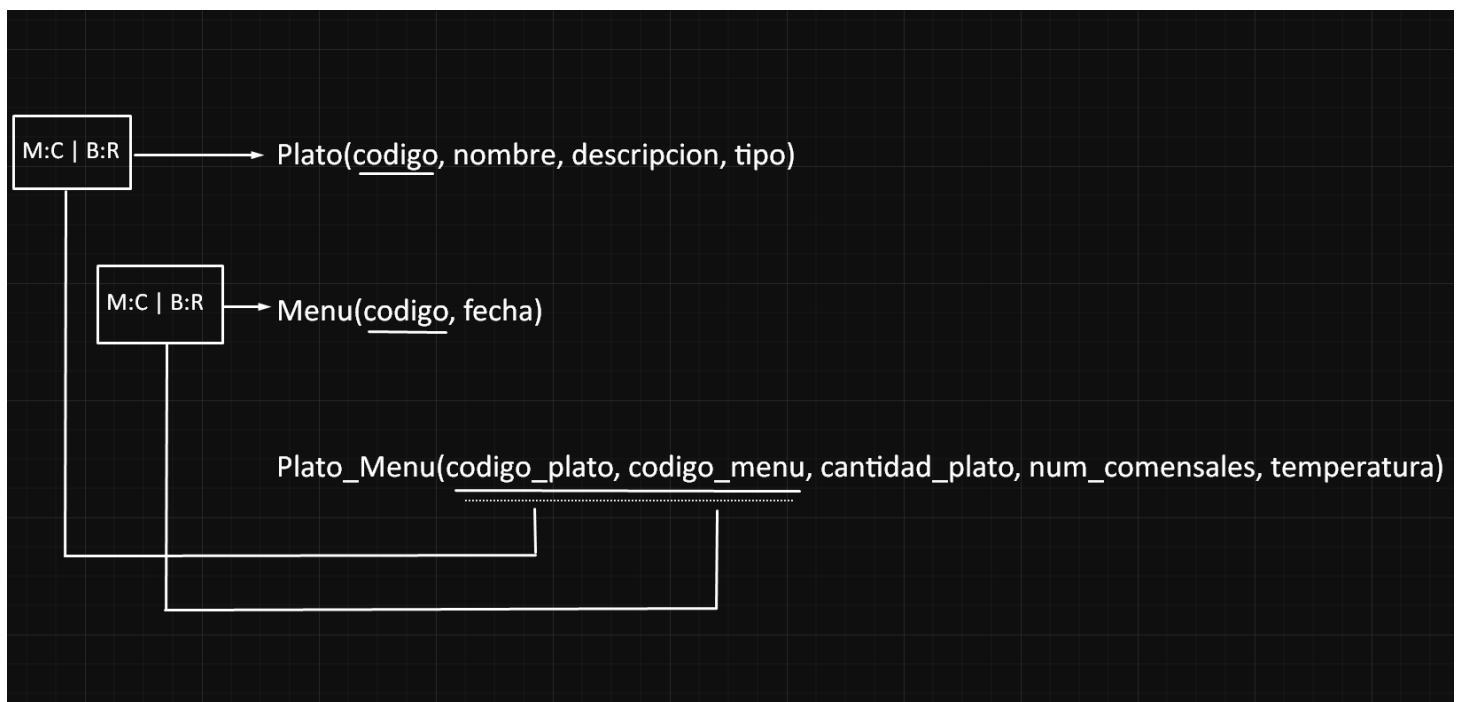 M:C | B:R
Plato(codigo, nombre, descripcion, tipo)
M:C | B:R
Menu(codigo, fecha)
Plato_Menu(codigo_plato, codigo_menu, cantidad_plato, num_comensales, temperatura)